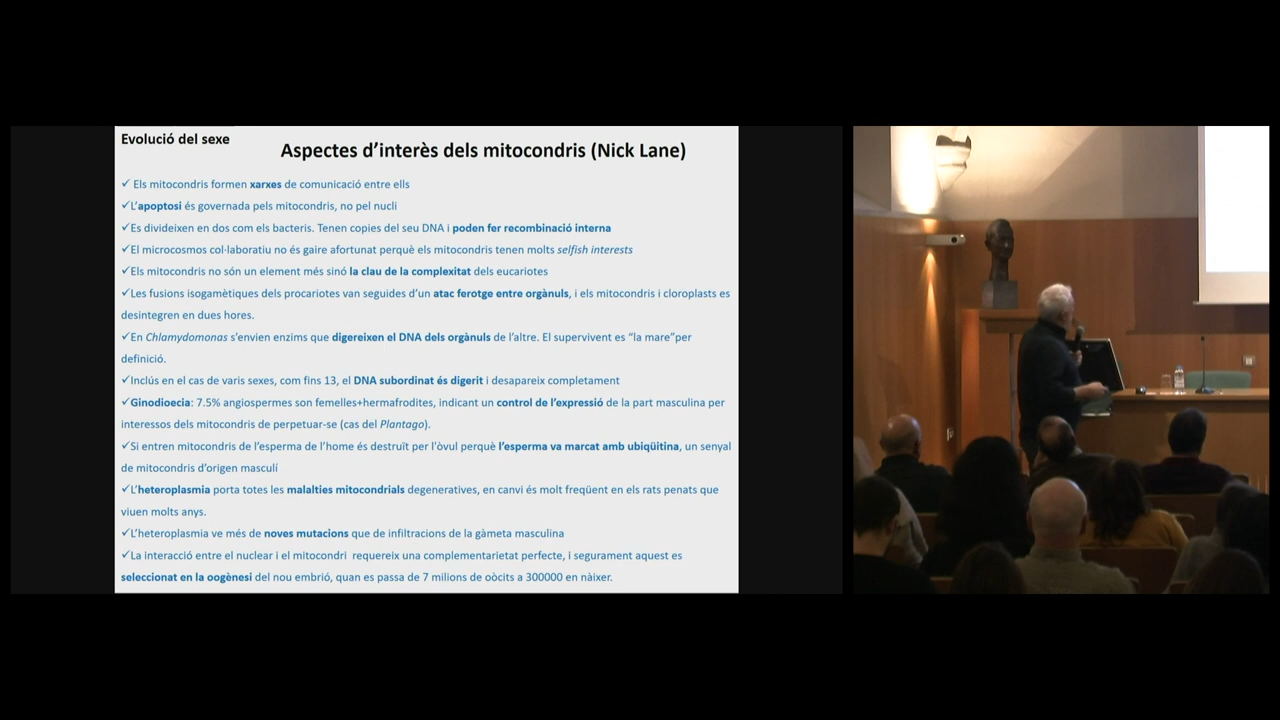 Evolució del sexe
Aspectes d’interès dels mitocondris (Nick Lane)
✓ Els mitocondris formen xarxes de comunicació entre ells
✓L’apoptosi és governada pels mitocondris, no pel nucli
✓Es divideixen en dos com els bacteris. Tenen copies del seu DNA i poden fer recombinació interna
✓El microcosmos col·laboratiu no és gaire afortunat perquè els mitocondris tenen molts selfish interests
✓Els mitocondris no són un element més sinó la clau de la complexitat dels eucariotes
✓Les fusions isogamètiques dels procariotes van seguides d’un atac ferotge entre orgànuls, i els mitocondris i cloroplasts es
desintegren en dues hores.
✓En Chlamydomonas s’envien enzims que digereixen el DNA dels orgànuls de l’altre. El supervivent es “la mare”per
definició.
✓Inclús en el cas de varis sexes, com fins 13, el DNA subordinat és digerit i desapareix completament
✓Ginodioecia: 7.5% angiospermes son femelles+hermafrodites, indicant un control de l’expressió de la part masculina per
interessos dels mitocondris de perpetuar-se (cas del Plantago).
✓Si entren mitocondris de l’esperma de l’home és destruït per l'òvul perquè l’esperma va marcat amb ubiqüitina, un senyal
de mitocondris d’origen masculí
✓L’heteroplasmia porta totes les malalties mitocondrials degeneratives, en canvi és molt freqüent en els rats penats que
viuen molts anys.
✓L’heteroplasmia ve més de noves mutacions que de infiltracions de la gàmeta masculina
✓La interacció entre el nuclear i el mitocondri requereix una complementarietat perfecte, i segurament aquest es
seleccionat en la oogènesi del nou embrió, quan es passa de 7 milions de oòcits a 300000 en nàixer.